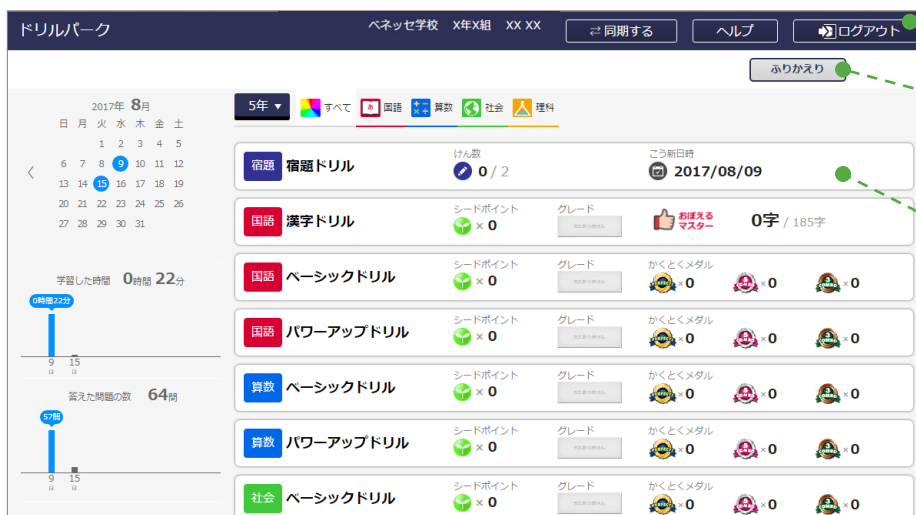 ドリルパーク ベネッセ学校 X年X組 XX XX ⇄同期する ヘルプ ログアウト
ふりかえり
2017年 8月
日 月 火 水 木 金 土
1 2 3 4 5
6 7 8 9 10 11 12
13 14 15 16 17 18 19
20 21 22 23 24 25 26
27 28 29 30 31
学習した時間 0時間 22分
0時間22分
9日 15日
答えた問題の数 64問
57問
9日 15日
5年 ▼ すべて 国語 算数 社会 理科
宿題 宿題ドリル けん数 0 / 2 こう新日時 2017/08/09
国語 漢字ドリル シードポイント × 0 グレード おぼえるマスター 0字 / 185字
国語 ベーシックドリル シードポイント × 0 グレード かくとくメダル PERFECT ×0 ×0 ×0
国語 パワーアップドリル シードポイント × 0 グレード かくとくメダル PERFECT ×0 ×0 ×0
算数 ベーシックドリル シードポイント × 0 グレード かくとくメダル PERFECT ×0 ×0 ×0
算数 パワーアップドリル シードポイント × 0 グレード かくとくメダル PERFECT ×0 ×0 ×0
社会 ベーシックドリル シードポイント × 0 グレード かくとくメダル PERFECT ×0 ×0 ×0